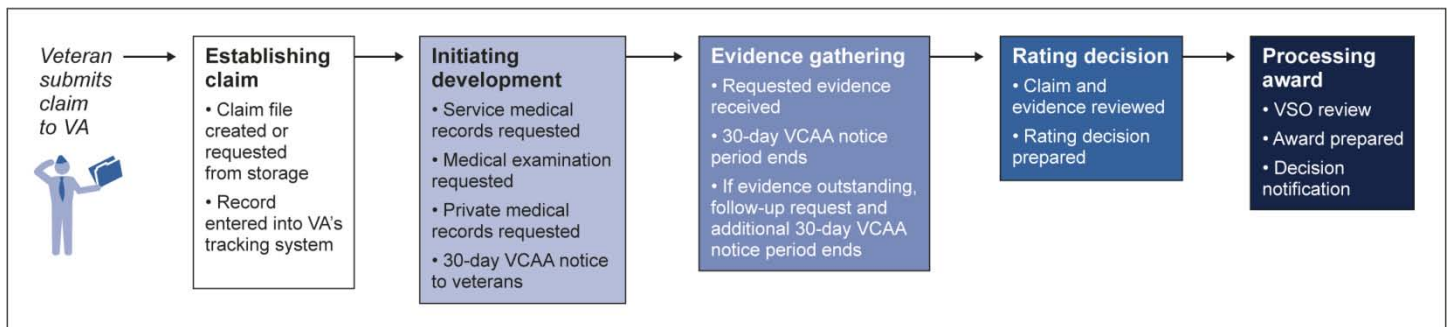 Veteran
submits
claim
to VA
Establishing
claim
• Claim file
created or
requested
from storage
• Record
entered into VA's
tracking system
Initiating
development
• Service medical
records requested
• Medical examination
requested
• Private medical
records requested
• 30-day VCAA notice
to veterans
Evidence gathering
• Requested evidence
received
• 30-day VCAA notice
period ends
• If evidence outstanding,
follow-up request and
additional 30-day VCAA
notice period ends
Rating decision
• Claim and
evidence reviewed
• Rating decision
prepared
Processing
award
• VSO review
• Award prepared
• Decision
notification